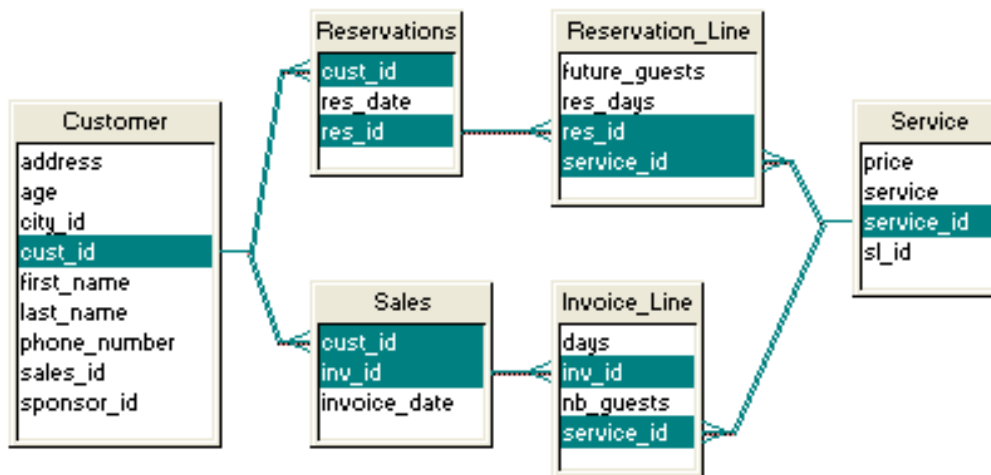 Customer
address
age
city_id
cust_id
first_name
last_name
phone_number
sales_id
sponsor_id
Reservations
cust_id
res_date
res_id
Sales
cust_id
inv_id
invoice_date
Reservation_Line
future_guests
res_days
res_id
service_id
Invoice_Line
days
inv_id
nb_guests
service_id
Service
price
service
service_id
sl_id